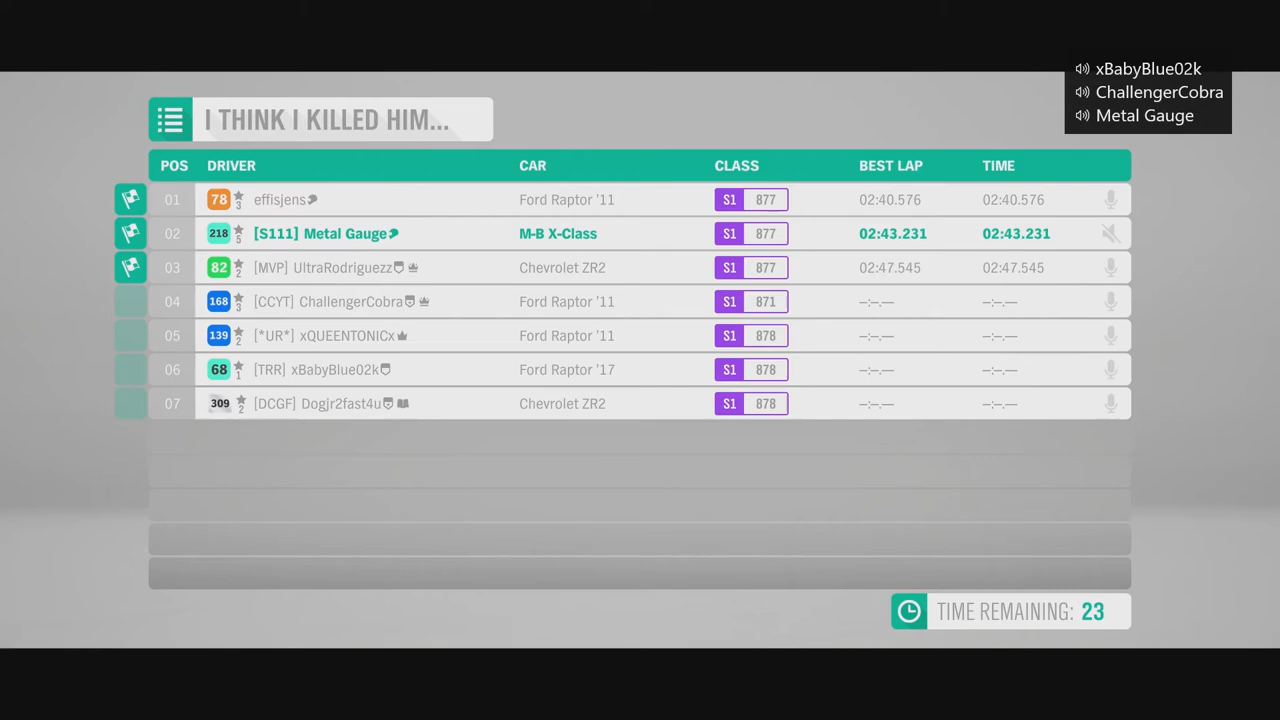 xBabyBlue02k
ChallengerCobra
Metal Gauge
I THINK I KILLED HIM...
POS DRIVER CAR CLASS BEST LAP TIME
01 78 3 effisjens Ford Raptor '11 S1 877 02:40.576 02:40.576
02 218 5 [S111] Metal Gauge M-B X-Class S1 877 02:43.231 02:43.231
03 82 2 [MVP] UltraRodriguezz Chevrolet ZR2 S1 877 02:47.545 02:47.545
04 168 3 [CCYT] ChallengerCobra Ford Raptor '11 S1 871 --:--.--- --:--.---
05 139 2 [*UR*] xQUEENTONICx Ford Raptor '11 S1 878 --:--.--- --:--.---
06 68 1 [TRR] xBabyBlue02k Ford Raptor '17 S1 878 --:--.--- --:--.---
07 309 2 [DCGF] Dogjr2fast4u Chevrolet ZR2 S1 878 --:--.--- --:--.---
TIME REMAINING: 23